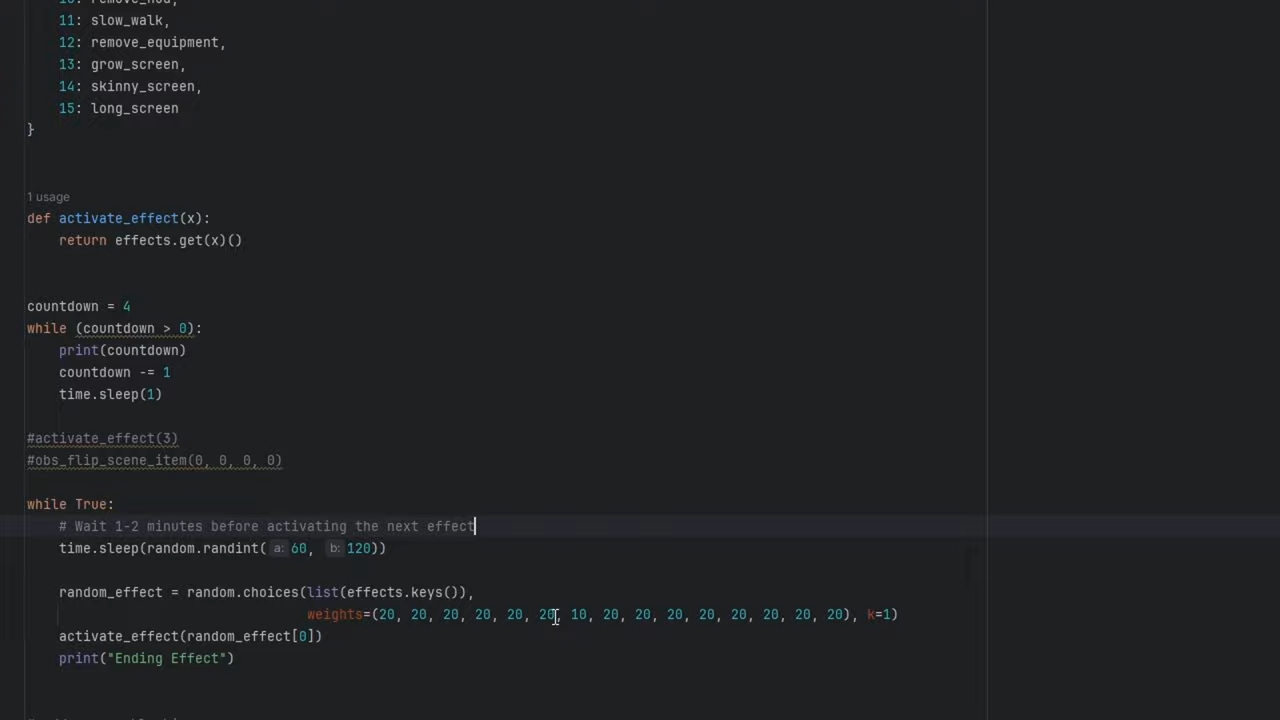 11: slow_walk,
12: remove_equipment,
13: grow_screen,
14: skinny_screen,
15: long_screen
}
1 usage
def activate_effect(x):
return effects.get(x)()
countdown = 4
while (countdown > 0):
print(countdown)
countdown -= 1
time.sleep(1)
#activate_effect(3)
#obs_flip_scene_item(0, 0, 0, 0)
while True:
# Wait 1-2 minutes before activating the next effect
time.sleep(random.randint( a: 60, b: 120))
random_effect = random.choices(list(effects.keys()),
weights=(20, 20, 20, 20, 20, 20, 10, 20, 20, 20, 20, 20, 20, 20, 20), k=1)
activate_effect(random_effect[0])
print("Ending Effect")